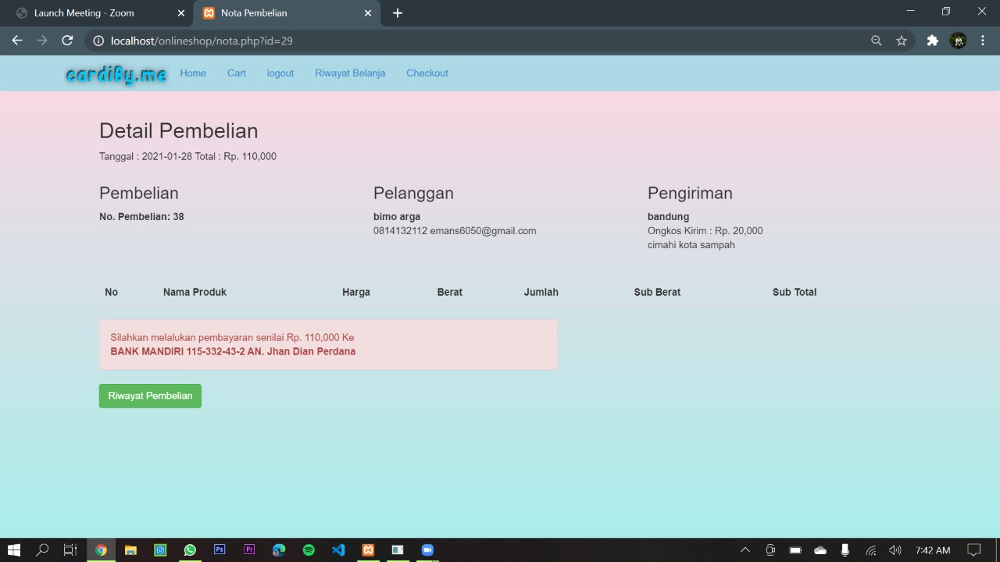 Launch Meeting - Zoom
Nota Pembelian
localhost/onlineshop/nota.php?id=29
cardiBy.me Home Cart logout Riwayat Belanja Checkout
Detail Pembelian
Tanggal : 2021-01-28 Total : Rp. 110,000
Pembelian
No. Pembelian: 38
Pelanggan
bimo arga
0814132112 emans6050@gmail.com
Pengiriman
bandung
Ongkos Kirim : Rp. 20,000
cimahi kota sampah
No Nama Produk Harga Berat Jumlah Sub Berat Sub Total
Silahkan melalukan pembayaran senilai Rp. 110,000 Ke
BANK MANDIRI 115-332-43-2 AN. Jhan Dian Perdana
Riwayat Pembelian
Ps
Pr
7:42 AM